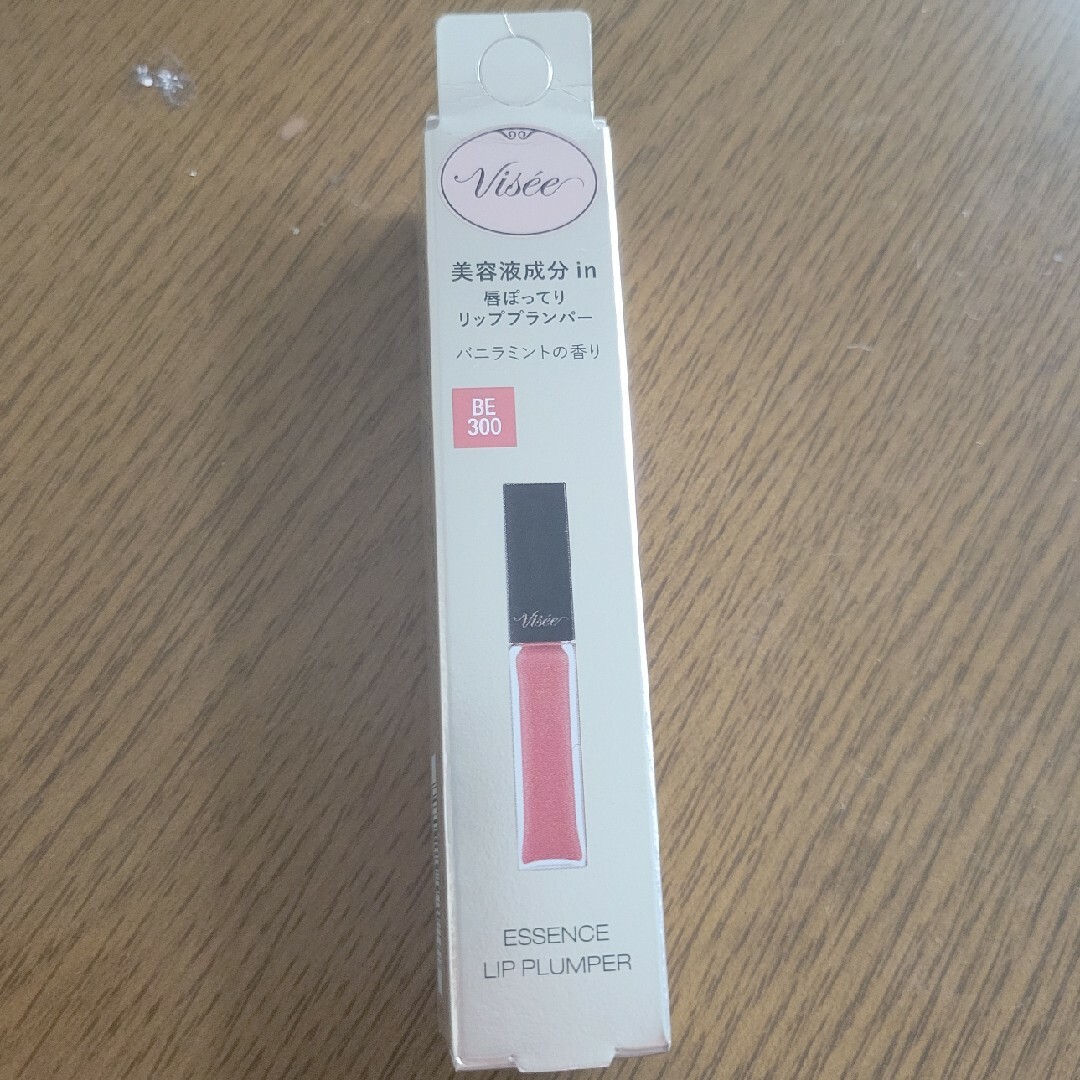 Visée
美容液成分 in
唇ぽってり
リッププランパー
バニラミントの香り
BE
300
Visée
ESSENCE
LIP PLUMPER